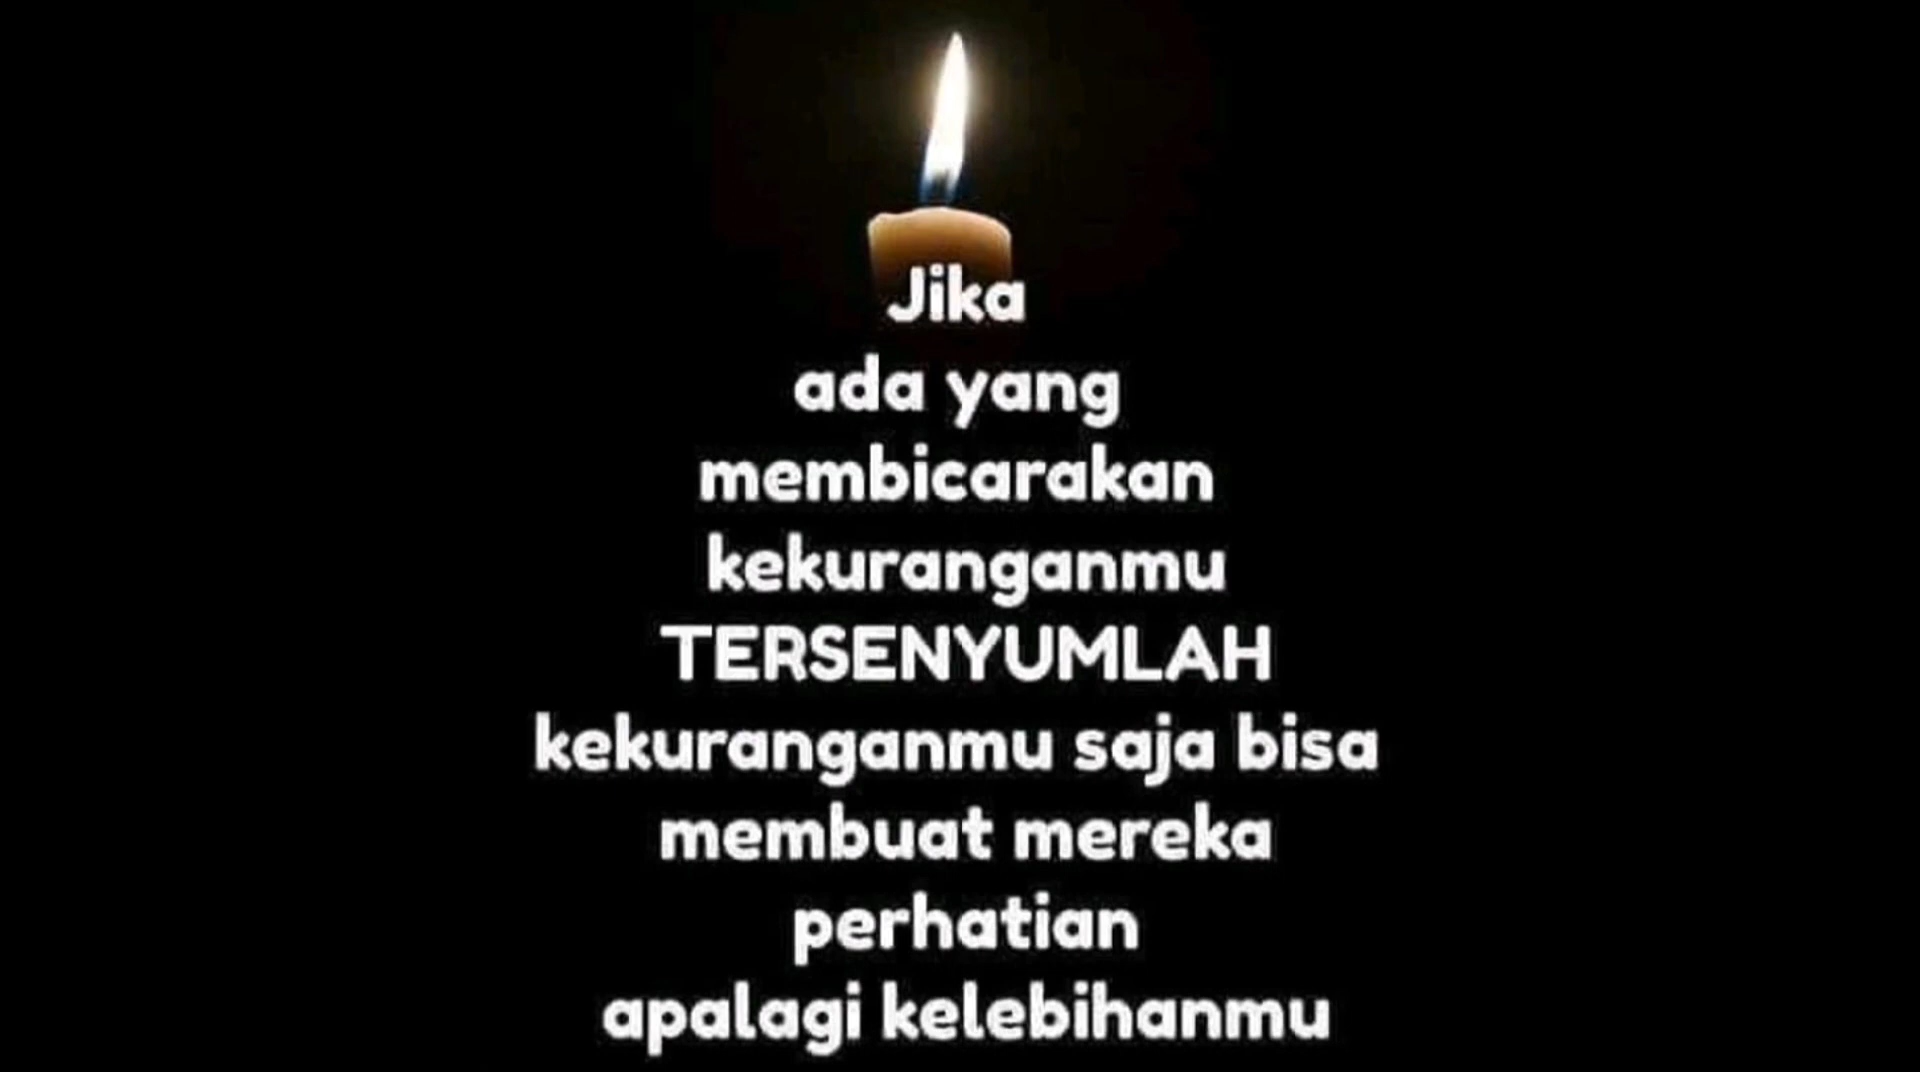 Jika
ada yang
membicarakan
kekuranganmu
TERSENYUMLAH
kekuranganmu saja bisa
membuat mereka
perhatian
apalagi kelebihanmu